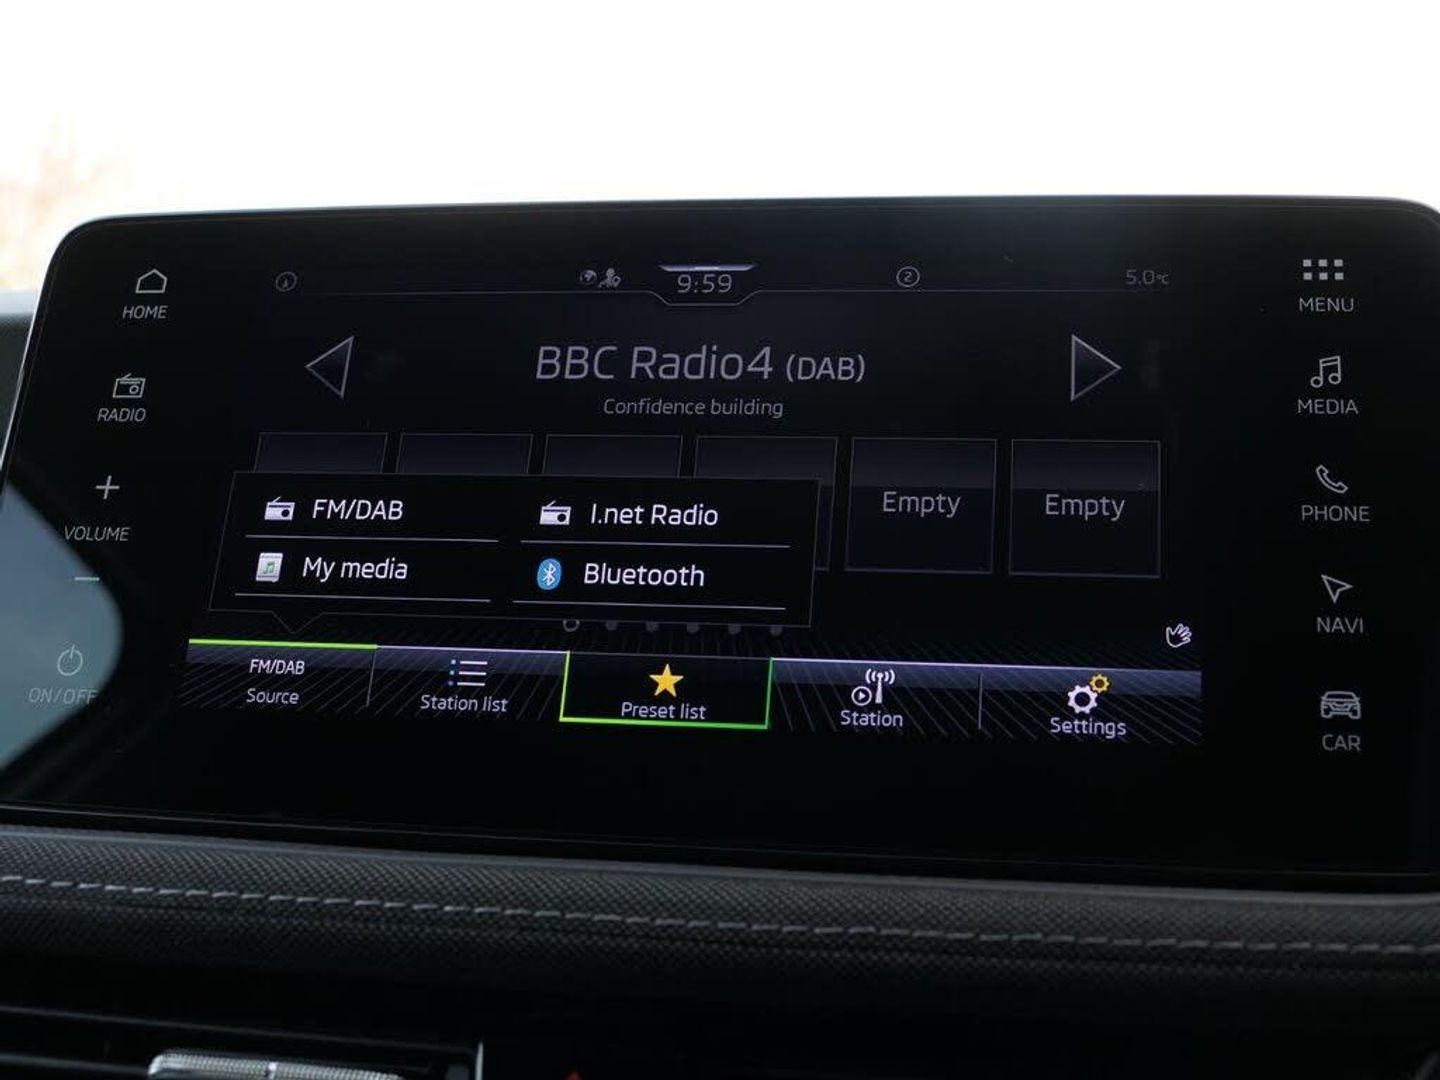 HOME
RADIO
VOLUME
ON/OFF
9:59
2
5.0°C
BBC Radio4 (DAB)
Confidence building
Empty
Empty
FM/DAB
I.net Radio
My media
Bluetooth
FM/DAB
Source
Station list
Preset list
Station
Settings
MENU
MEDIA
PHONE
NAVI
CAR